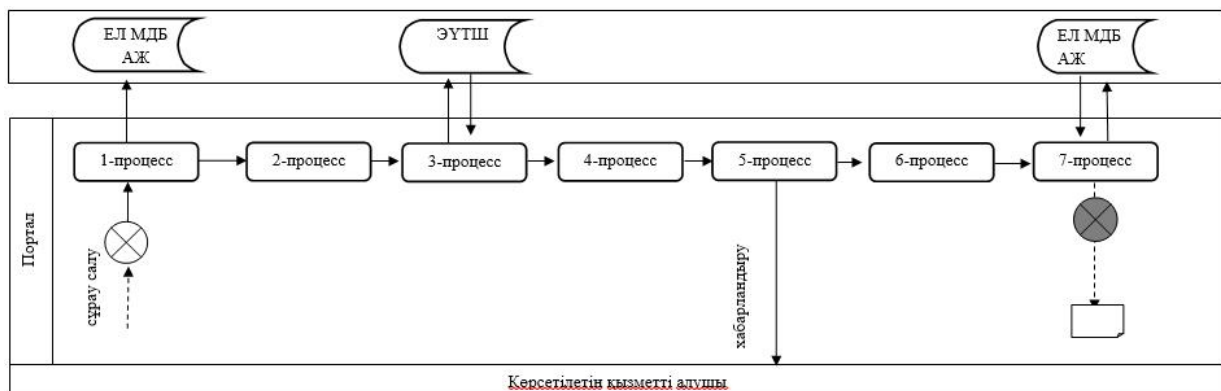 ЕЛ МДБ
АЖ
ЭҮТШ
ЕЛ МДБ
АЖ
1-процесс
2-процесс
3-процесс
4-процесс
5-процесс
6-процесс
7-процесс
Портал
сұрау салу
хабарландыру
Көрсетілетін қызметті алушы